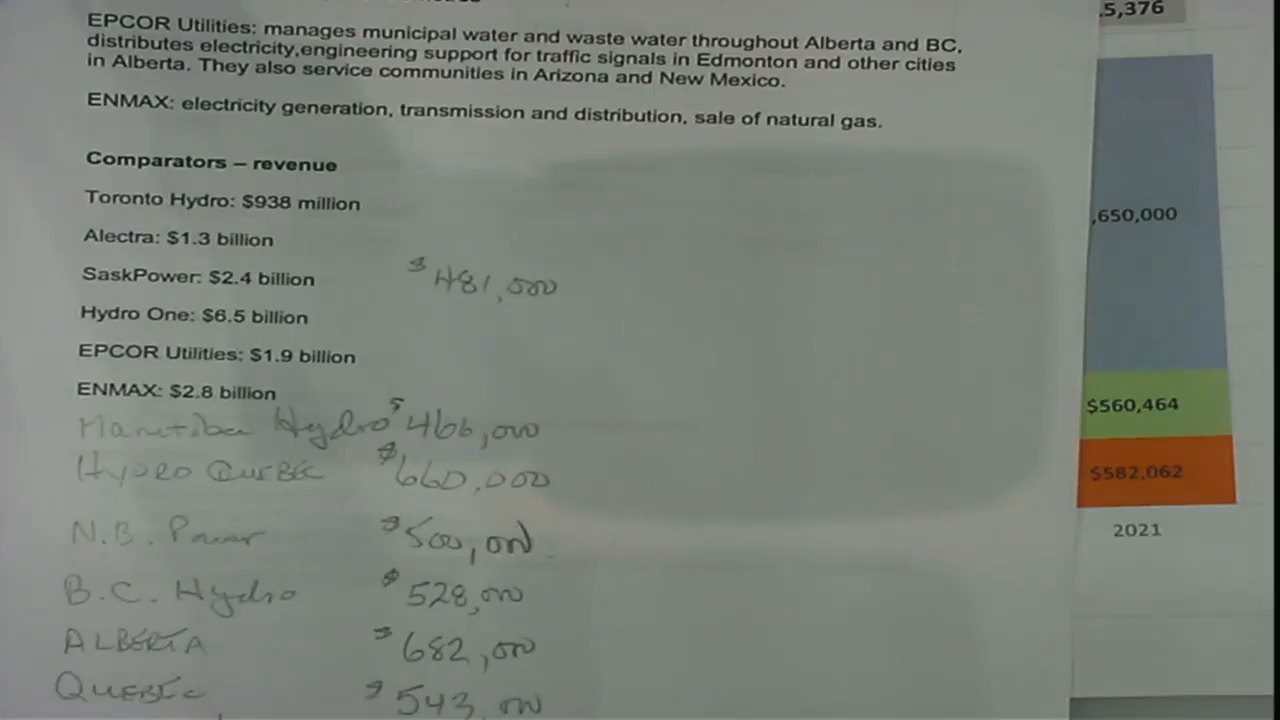 EPCOR Utilities: manages municipal water and waste water throughout Alberta and BC,
distributes electricity,engineering support for traffic signals in Edmonton and other cities
in Alberta. They also service communities in Arizona and New Mexico.
ENMAX: electricity generation, transmission and distribution, sale of natural gas.
Comparators – revenue
Toronto Hydro: $938 million
Alectra: $1.3 billion
SaskPower: $2.4 billion $481,000
Hydro One: $6.5 billion
EPCOR Utilities: $1.9 billion
ENMAX: $2.8 billion
Manitoba Hydro $466,000
HYDRO QUEBEC $660,000
N.B. Power $500,000
B.C. Hydro $528,000
ALBERTA $682,000
QUEBEC $543,000
5,376
,650,000
$560,464
$582,062
2021